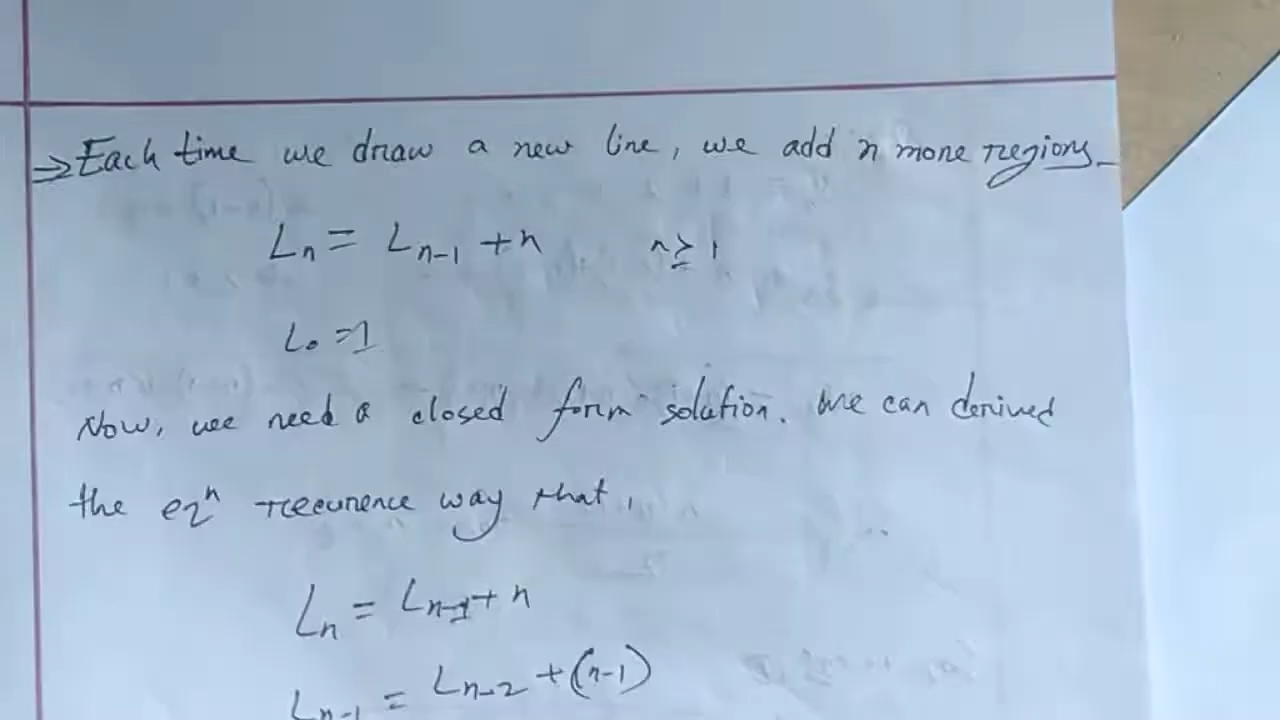 ⇒ Each time we draw a new line, we add n more regions.
Lₙ = Lₙ₋₁ + n    n ≥ 1
L₀ = 1
Now, we need a closed form solution. We can derived
the eqⁿ reccurence way that,
Lₙ = Lₙ₋₁ + n
Lₙ₋₁ = Lₙ₋₂ + (n-1)